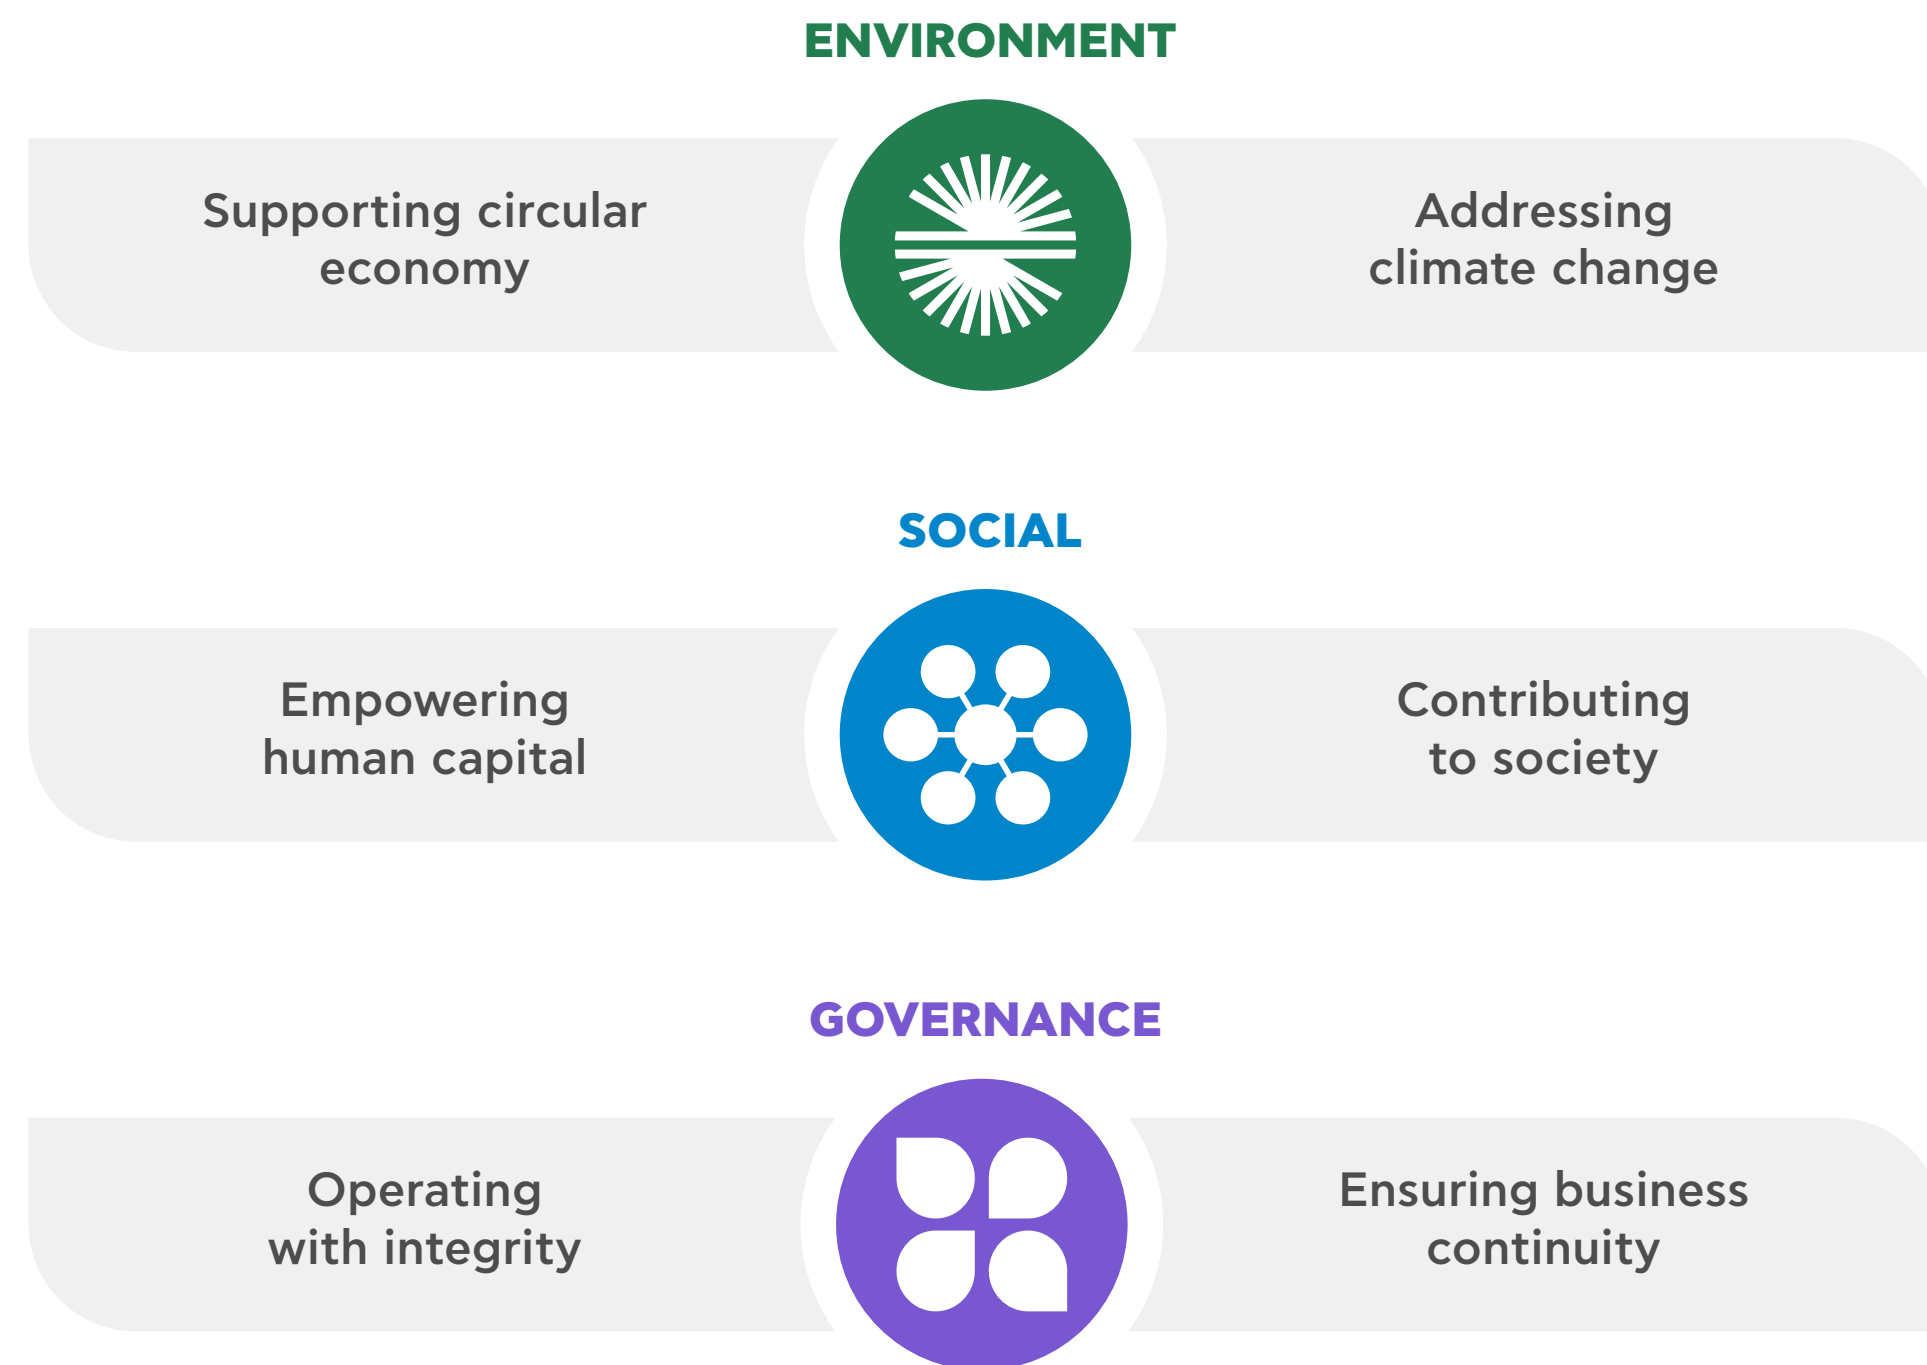 ENVIRONMENT
Supporting circular
economy
Addressing
climate change
SOCIAL
Empowering
human capital
Contributing
to society
GOVERNANCE
Operating
with integrity
Ensuring business
continuity